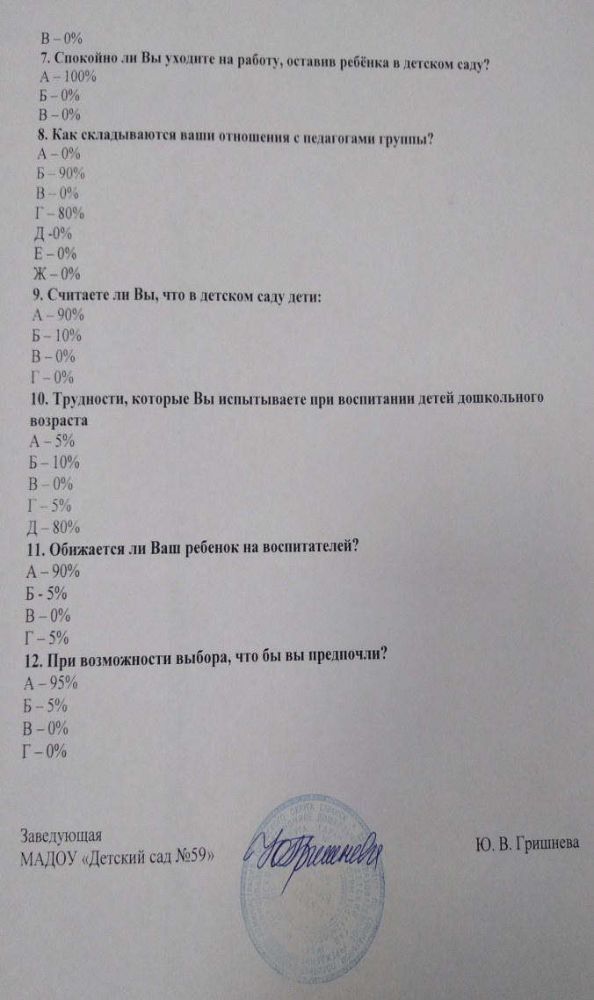 В – 0%
7. Спокойно ли Вы уходите на работу, оставив ребёнка в детском саду?
А – 100%
Б – 0%
В – 0%
8. Как складываются ваши отношения с педагогами группы?
А – 0%
Б – 90%
В – 0%
Г – 80%
Д -0%
Е – 0%
Ж – 0%
9. Считаете ли Вы, что в детском саду дети:
А – 90%
Б – 10%
В – 0%
Г – 0%
10. Трудности, которые Вы испытываете при воспитании детей дошкольного
возраста
А – 5%
Б – 10%
В – 0%
Г – 5%
Д – 80%
11. Обижается ли Ваш ребенок на воспитателей?
А – 90%
Б - 5%
В – 0%
Г – 5%
12. При возможности выбора, что бы вы предпочли?
А – 95%
Б – 5%
В – 0%
Г – 0%
Заведующая
МАДОУ «Детский сад №59»
Ю. В. Гришнева